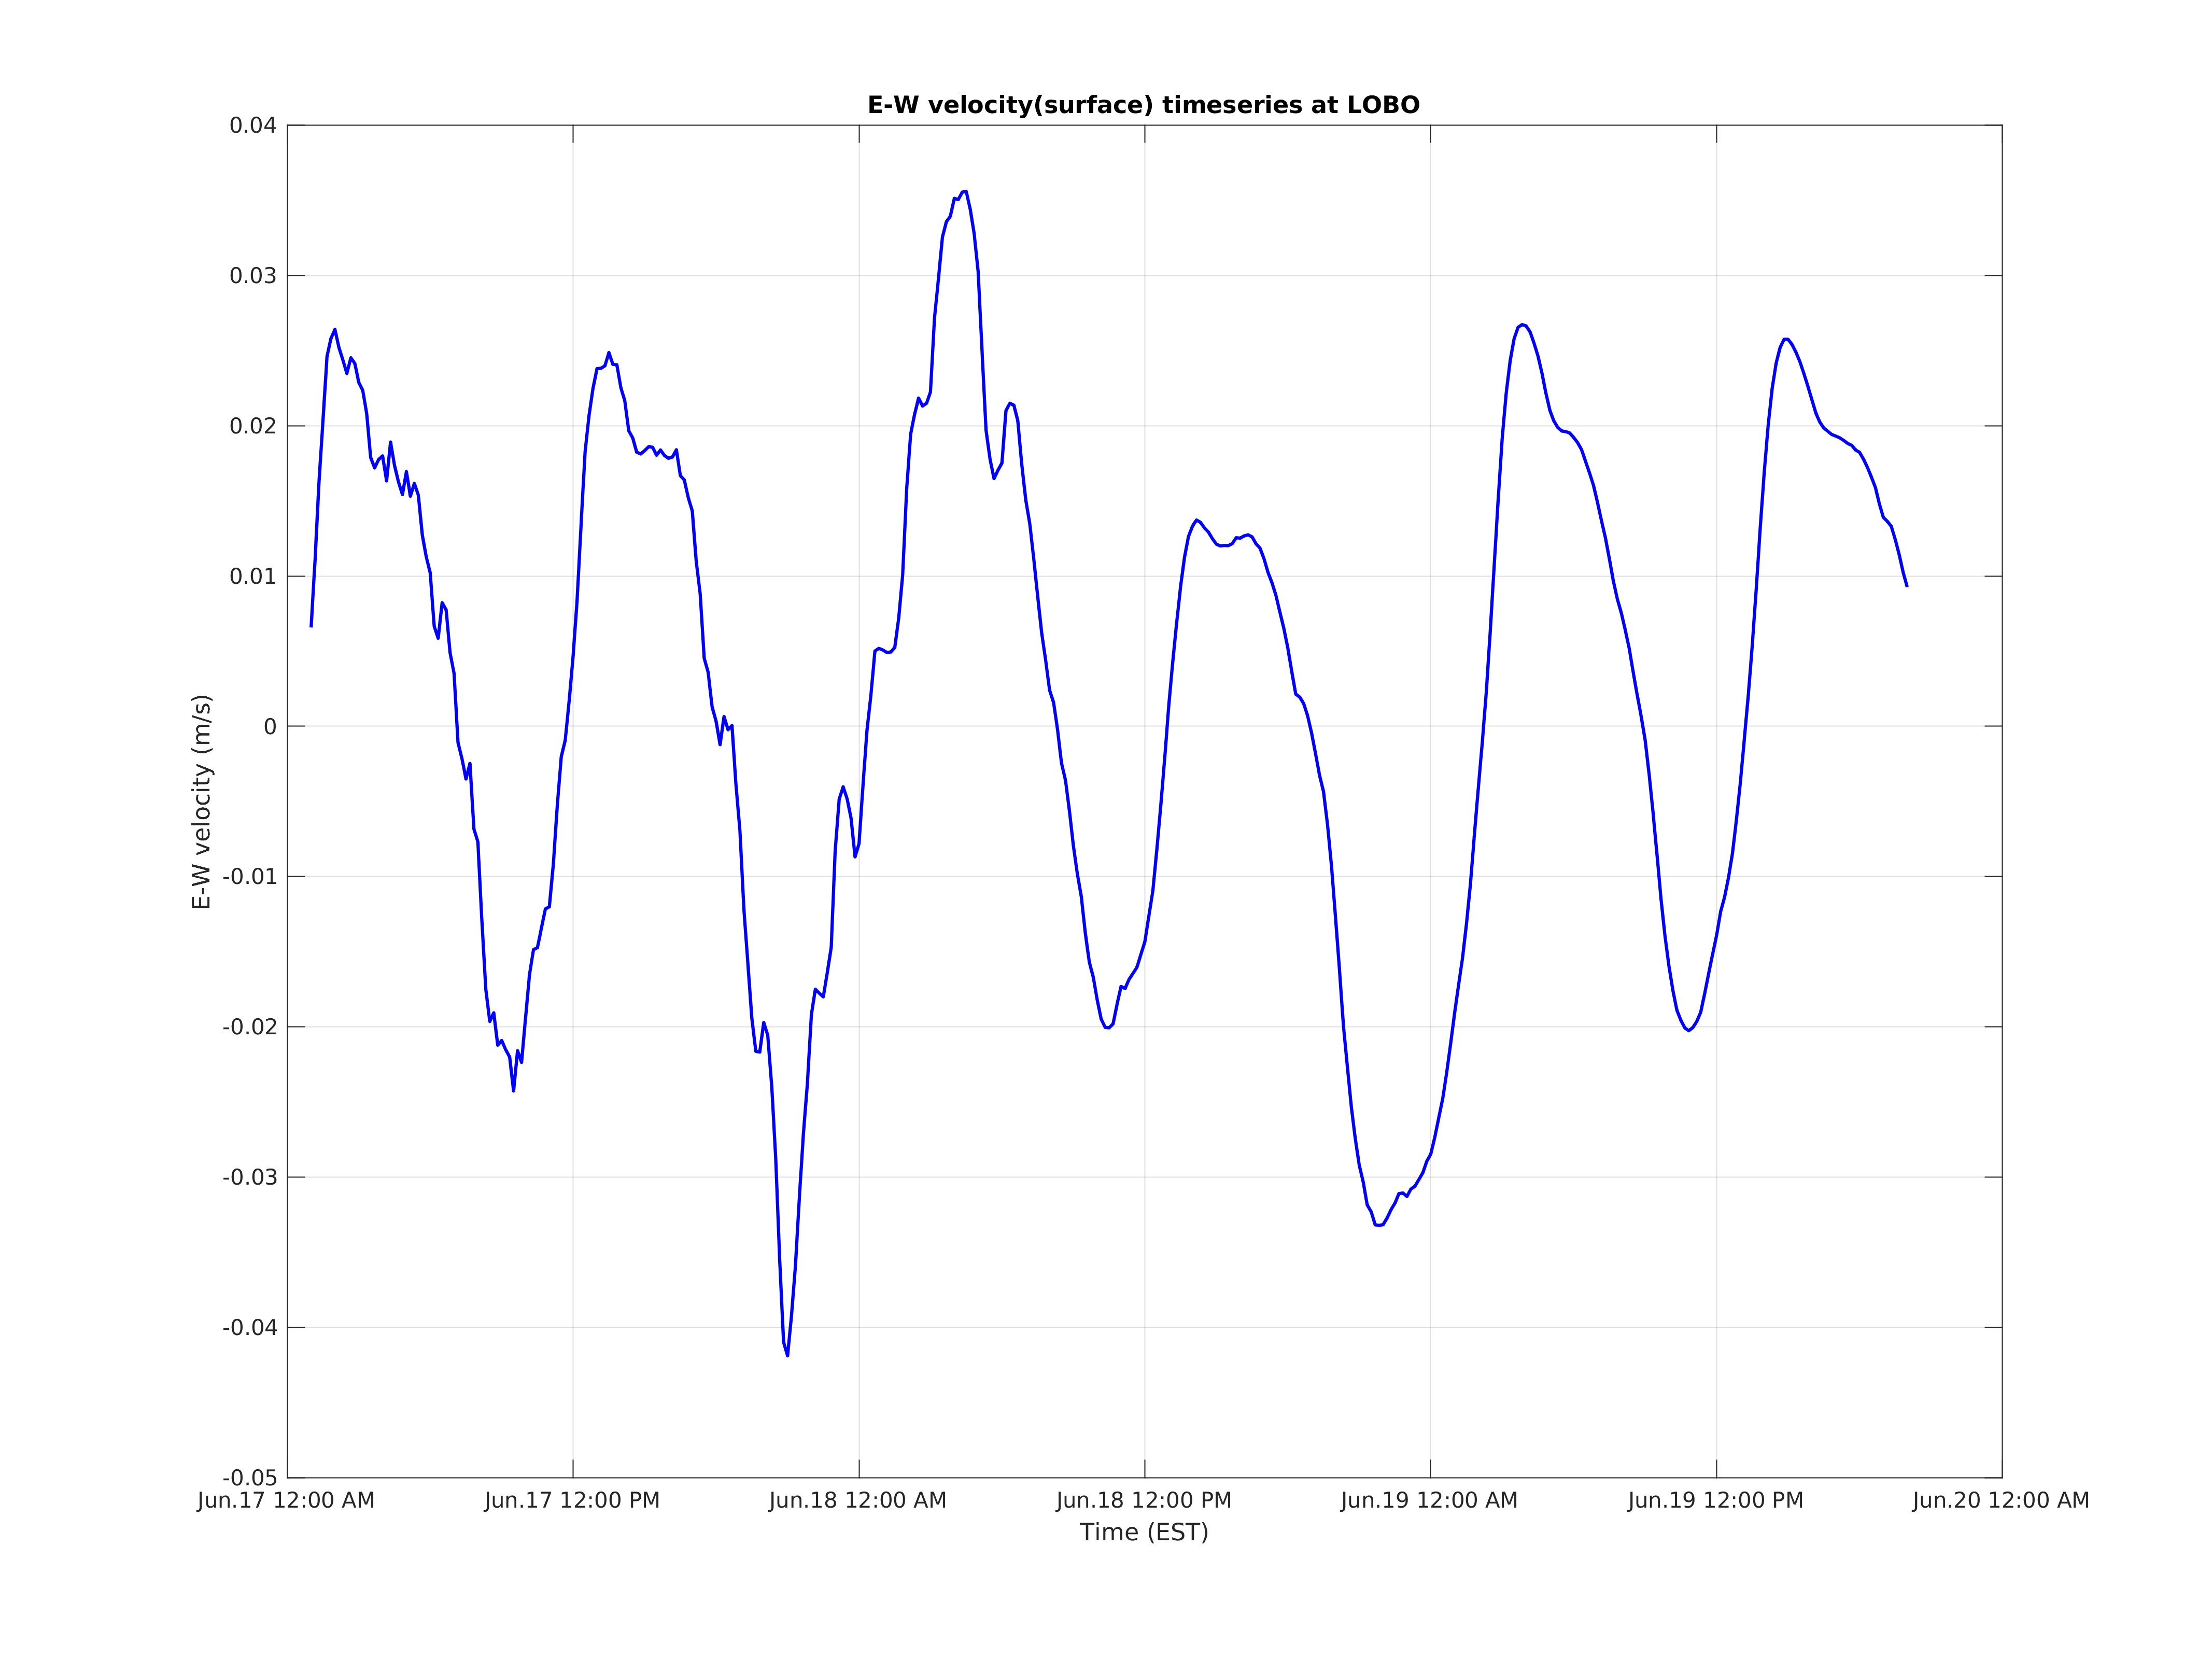 E-W velocity(surface) timeseries at LOBO
0.04
0.03
0.02
0.01
0
-0.01
-0.02
-0.03
-0.04
-0.05
E-W velocity (m/s)
Jun.17 12:00 AM Jun.17 12:00 PM Jun.18 12:00 AM Jun.18 12:00 PM Jun.19 12:00 AM Jun.19 12:00 PM Jun.20 12:00 AM
Time (EST)